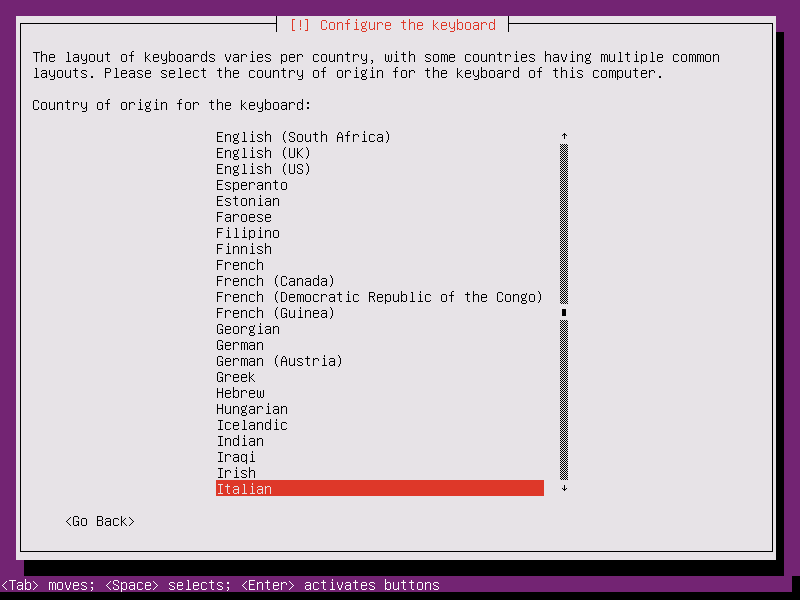 [!] Configure the keyboard
The layout of keyboards varies per country, with some countries having multiple common
layouts. Please select the country of origin for the keyboard of this computer.
Country of origin for the keyboard:
English (South Africa)
English (UK)
English (US)
Esperanto
Estonian
Faroese
Filipino
Finnish
French
French (Canada)
French (Democratic Republic of the Congo)
French (Guinea)
Georgian
German
German (Austria)
Greek
Hebrew
Hungarian
Icelandic
Indian
Iraqi
Irish
Italian
<Go Back>
<Tab> moves; <Space> selects; <Enter> activates buttons